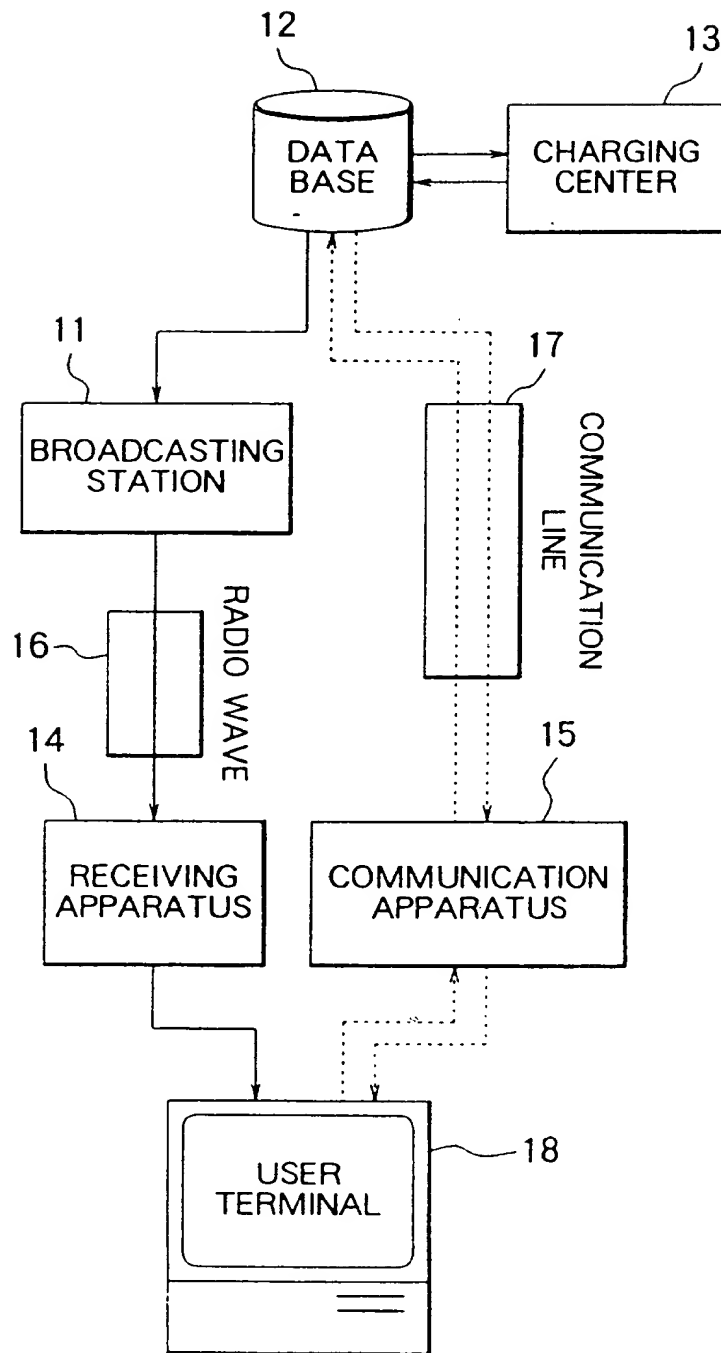 12
13
DATA
BASE
CHARGING
CENTER
11
17
BROADCASTING
STATION
COMMUNICATION
LINE
16
RADIO WAVE
14
15
RECEIVING
APPARATUS
COMMUNICATION
APPARATUS
USER
TERMINAL
18